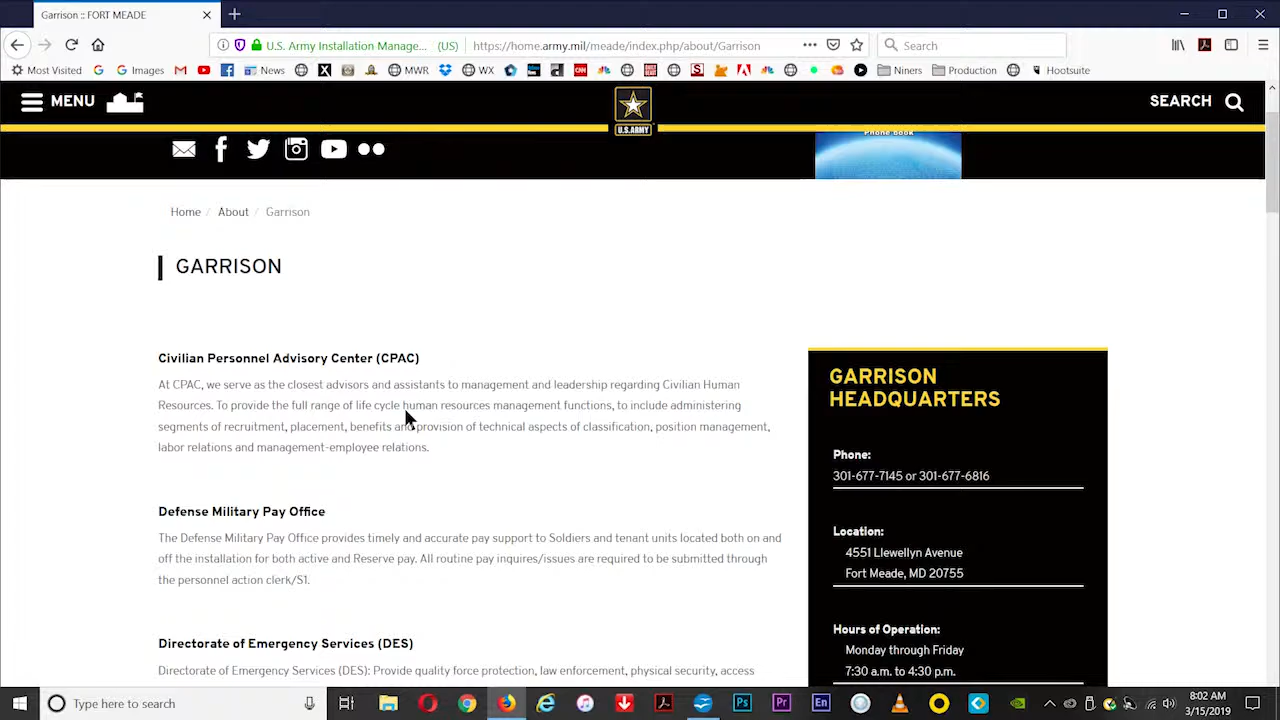 Garrison :: FORT MEADE
U.S. Army Installation Manage... (US)
https://home.army.mil/meade/index.php/about/Garrison
Search
Most Visited
Images
News
MWR
WX
Niners
Production
Hootsuite
MENU
U.S.ARMY
SEARCH
Phone Book
Home / About / Garrison
GARRISON
Civilian Personnel Advisory Center (CPAC)
At CPAC, we serve as the closest advisors and assistants to management and leadership regarding Civilian Human
Resources. To provide the full range of life cycle human resources management functions, to include administering
segments of recruitment, placement, benefits and provision of technical aspects of classification, position management,
labor relations and management-employee relations.
Defense Military Pay Office
The Defense Military Pay Office provides timely and accurate pay support to Soldiers and tenant units located both on and
off the installation for both active and Reserve pay. All routine pay inquires/issues are required to be submitted through
the personnel action clerk/S1.
Directorate of Emergency Services (DES)
Directorate of Emergency Services (DES): Provide quality force protection, law enforcement, physical security, access
GARRISON
HEADQUARTERS
Phone:
301-677-7145 or 301-677-6816
Location:
4551 Llewellyn Avenue
Fort Meade, MD 20755
Hours of Operation:
Monday through Friday
7:30 a.m. to 4:30 p.m.
Type here to search
Ps
Pr
En
8:02 AM
3/15/2019